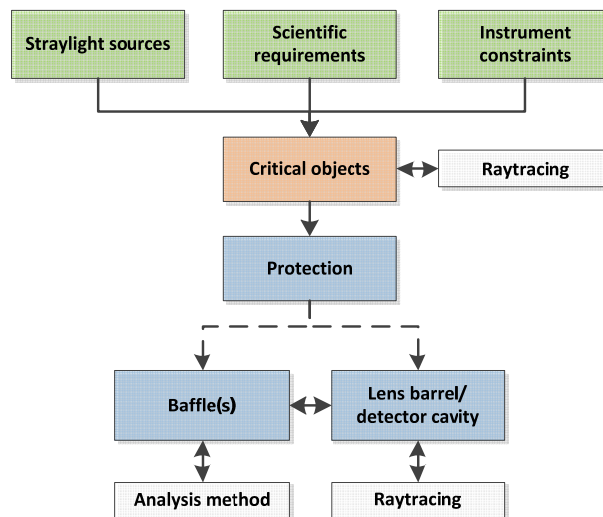 Straylight sources
Scientific
requirements
Instrument
constraints
Critical objects
Raytracing
Protection
Baffle(s)
Lens barrel/
detector cavity
Analysis method
Raytracing